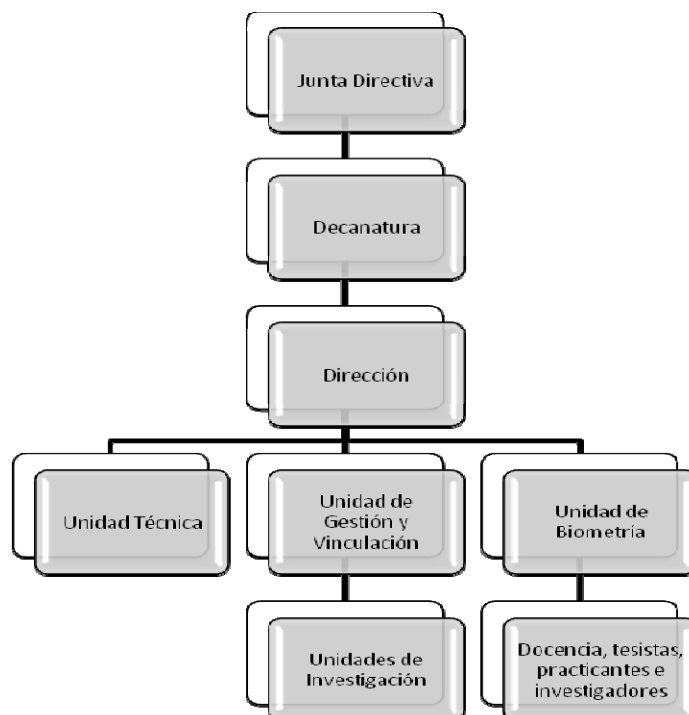 Junta Directiva
Decanatura
Dirección
Unidad Técnica
Unidad de
Gestión y
Vinculación
Unidad de
Biometría
Unidades de
Investigación
Docencia, tesistas,
practicantes e
investigadores